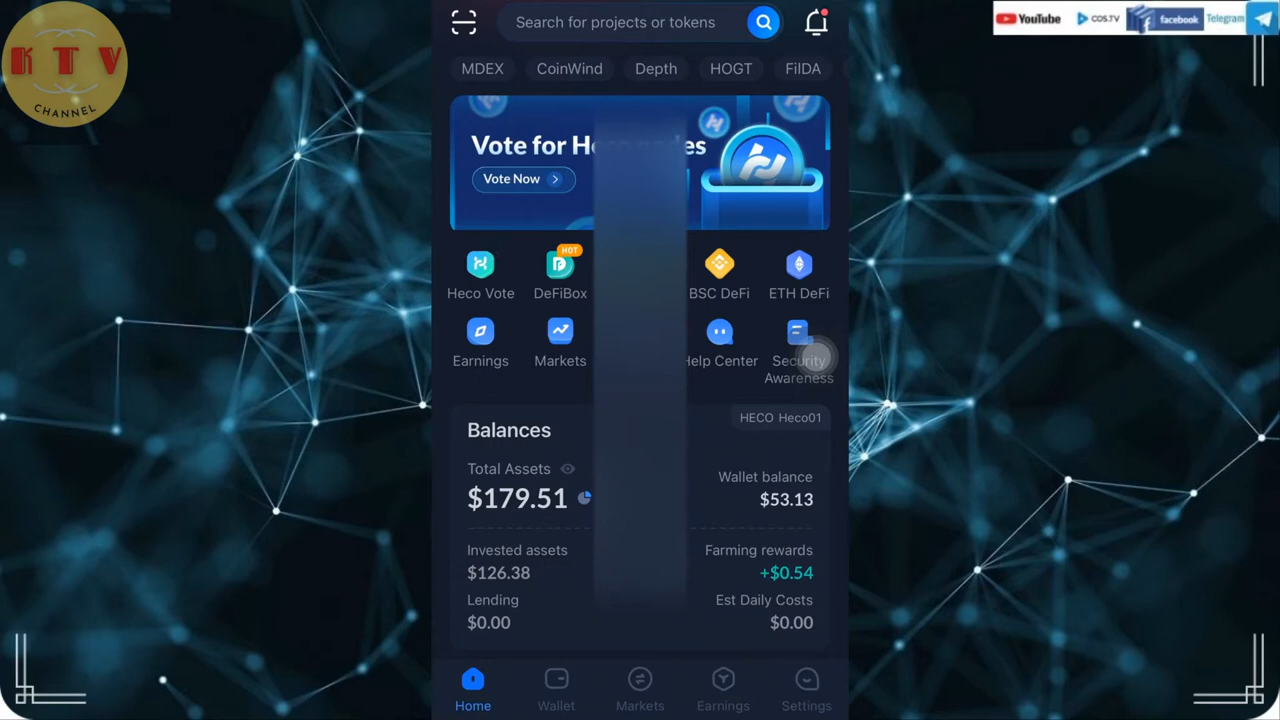 K T V
CHANNEL
YouTube COS.TV facebook Telegram
Search for projects or tokens
MDEX CoinWind Depth HOGT FilDA
Vote for
Vote Now
HOT
Heco Vote DeFiBox BSC DeFi ETH DeFi
Earnings Markets Help Center Security
Awareness
HECO Heco01
Balances
Total Assets
Wallet balance
$179.51
$53.13
Invested assets Farming rewards
$126.38 +$0.54
Lending Est Daily Costs
$0.00 $0.00
Home Wallet Markets Earnings Settings